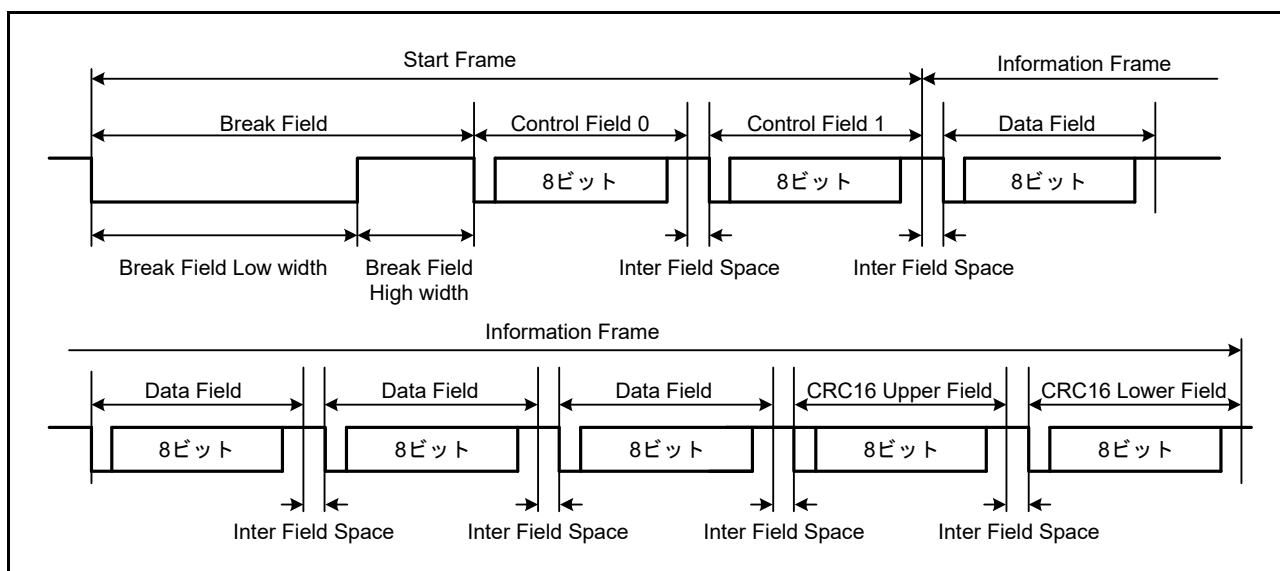 Start Frame
Information Frame
Break Field
Control Field 0
Control Field 1
Data Field
8ビット
8ビット
8ビット
Break Field Low width
Break Field
High width
Inter Field Space
Inter Field Space
Information Frame
Data Field
Data Field
Data Field
CRC16 Upper Field
CRC16 Lower Field
8ビット
8ビット
8ビット
8ビット
8ビット
Inter Field Space
Inter Field Space
Inter Field Space
Inter Field Space